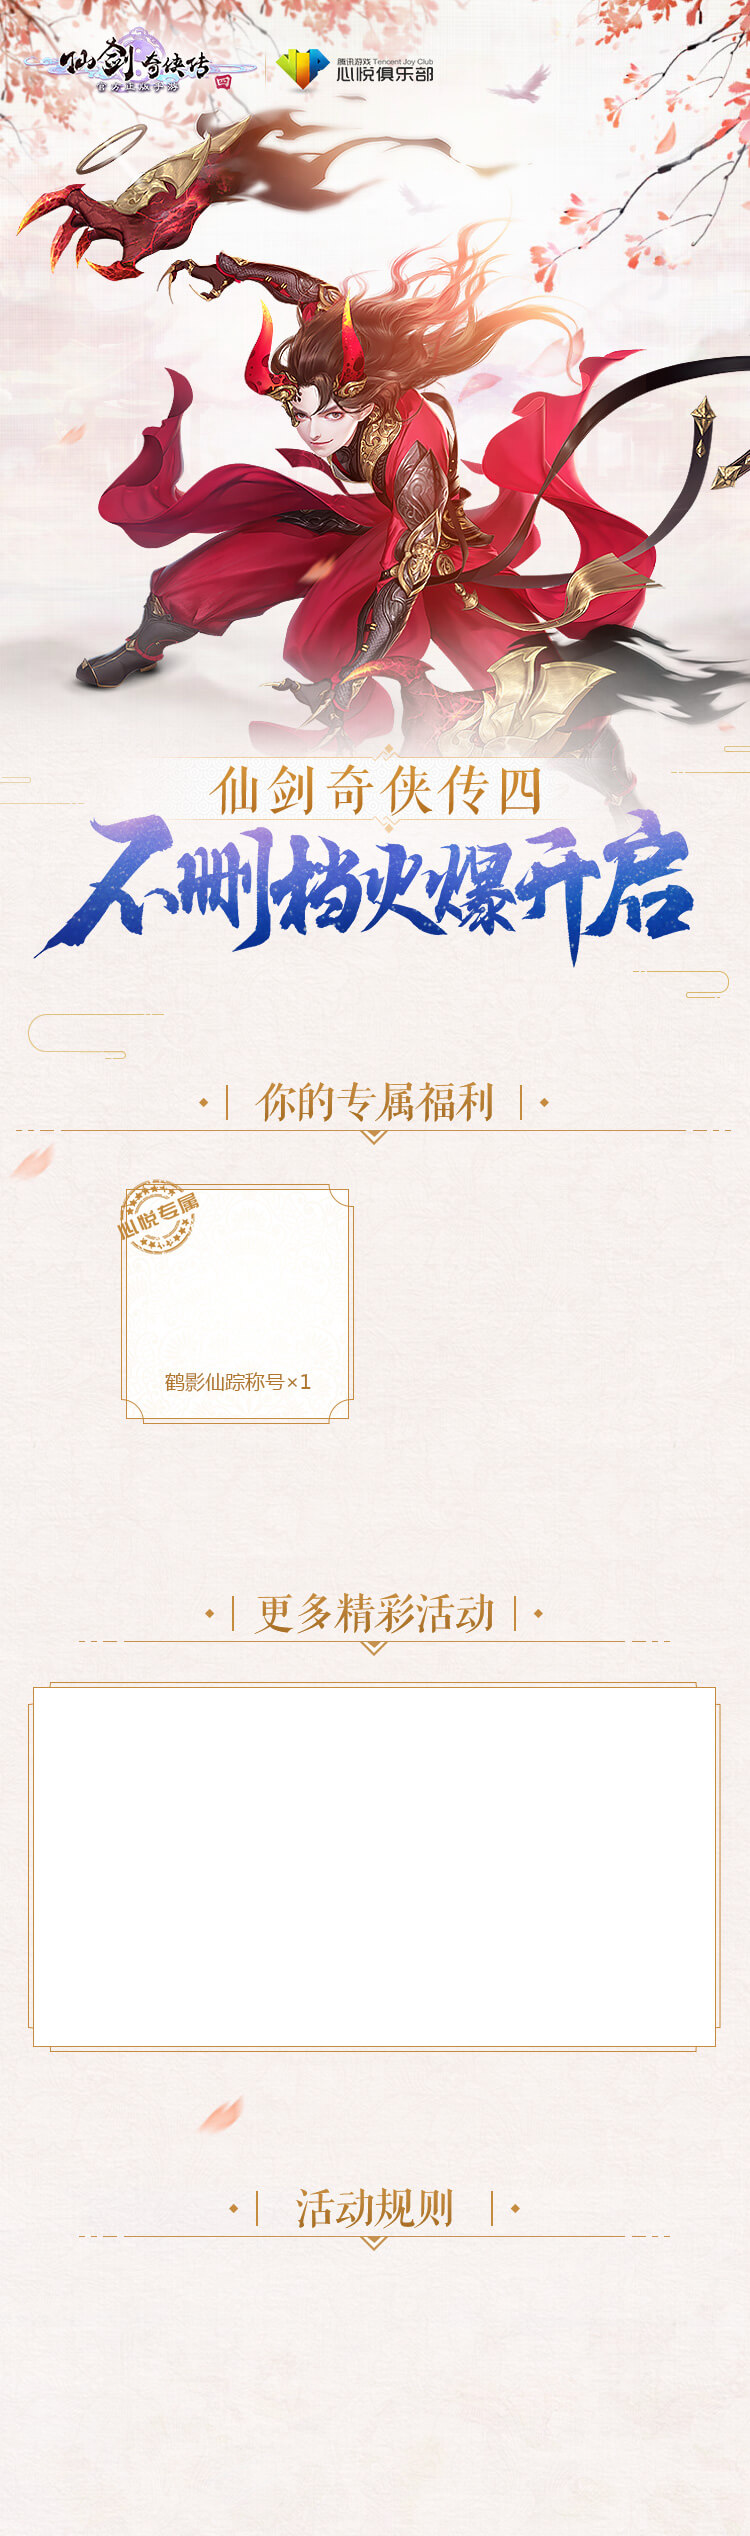 仙剑奇侠传四
官方正版手游
VIP
腾讯游戏 Tencent Joy Club
心悦俱乐部
仙剑奇侠传四
不删档火爆开启
你的专属福利
心悦专属
鹤影仙踪称号×1
更多精彩活动
活动规则